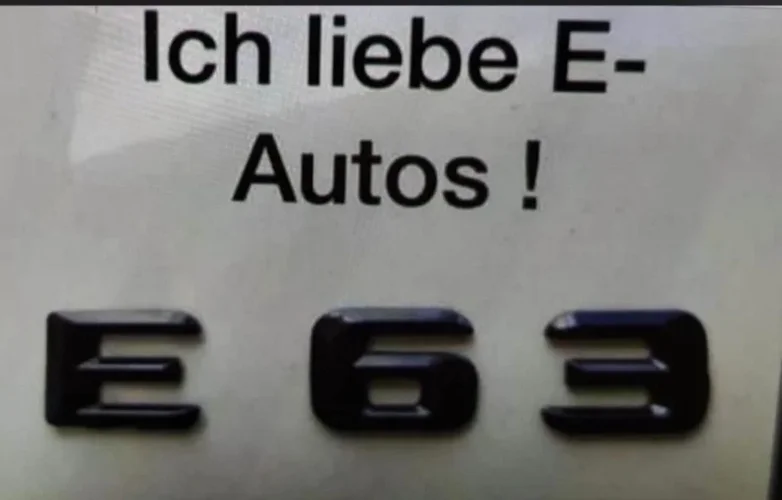 Ich liebe E-
Autos !
E 63